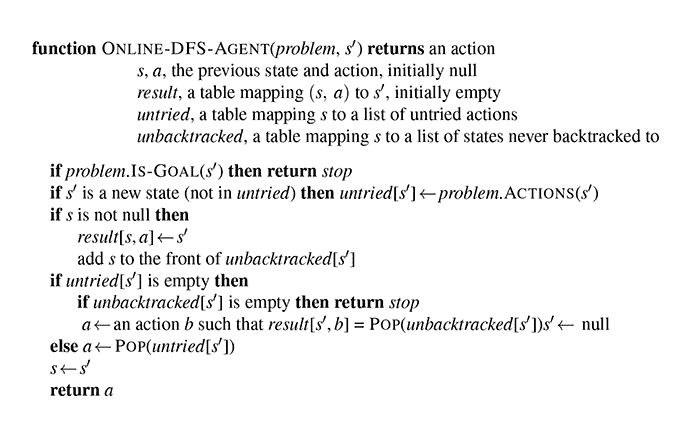 function ONLINE-DFS-AGENT(problem, s′) returns an action
s, a, the previous state and action, initially null
result, a table mapping (s, a) to s′, initially empty
untried, a table mapping s to a list of untried actions
unbacktracked, a table mapping s to a list of states never backtracked to
if problem.IS-GOAL(s′) then return stop
if s′ is a new state (not in untried) then untried[s′]←problem.ACTIONS(s′)
if s is not null then
result[s,a]←s′
add s to the front of unbacktracked[s′]
if untried[s′] is empty then
if unbacktracked[s′] is empty then return stop
a←an action b such that result[s′,b] = POP(unbacktracked[s′])s′← null
else a←POP(untried[s′])
s←s′
return a